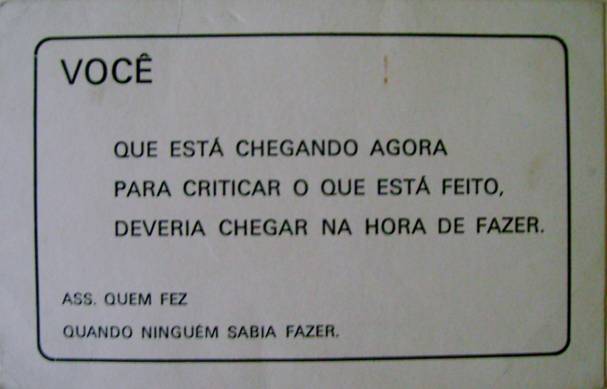 VOCÊ
QUE ESTÁ CHEGANDO AGORA
PARA CRITICAR O QUE ESTÁ FEITO,
DEVERIA CHEGAR NA HORA DE FAZER.
ASS. QUEM FEZ
QUANDO NINGUÉM SABIA FAZER.